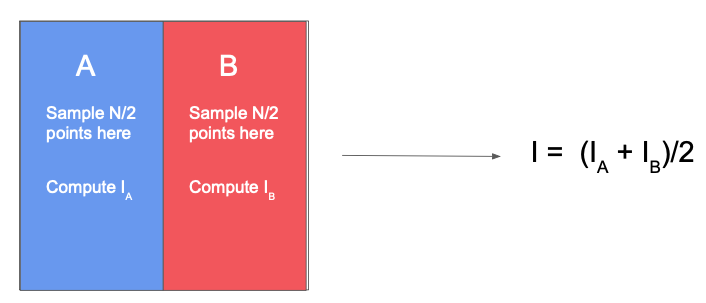 A
Sample N/2
points here
Compute I_A
B
Sample N/2
points here
Compute I_B
I = (I_A + I_B)/2